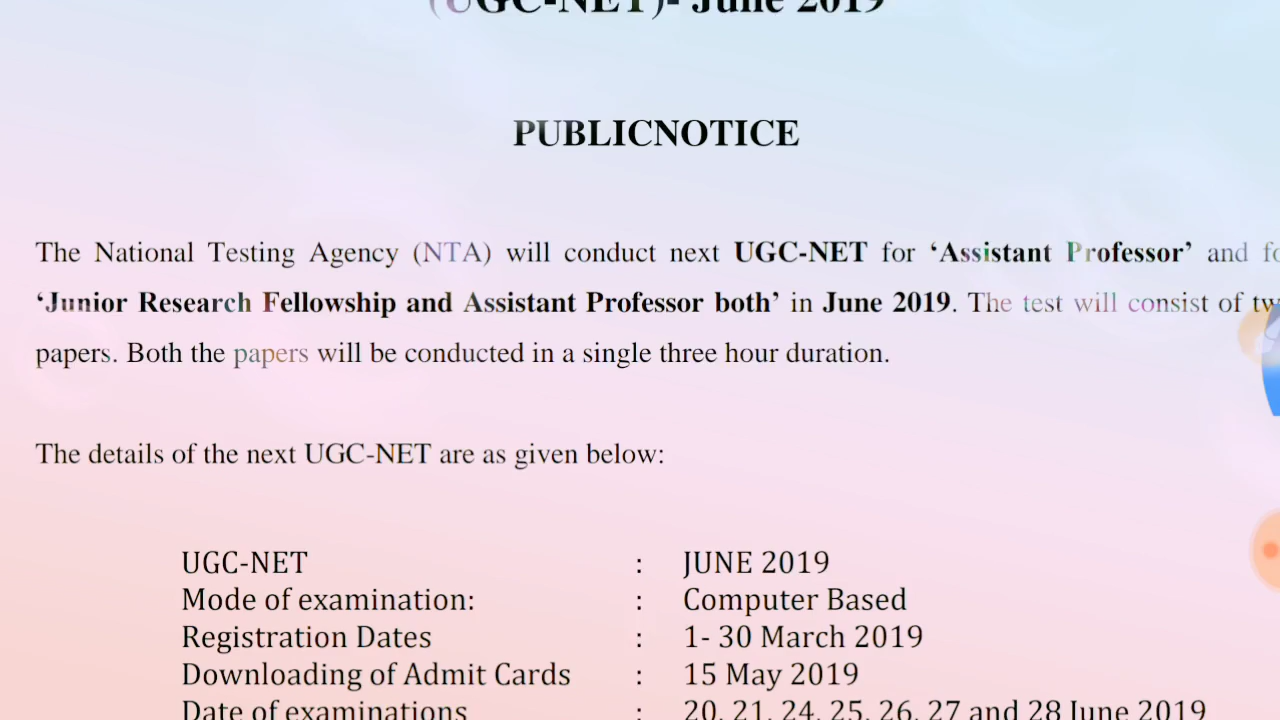 (UGC-NET)- June 2019
PUBLICNOTICE
The National Testing Agency (NTA) will conduct next UGC-NET for ‘Assistant Professor’ and
‘Junior Research Fellowship and Assistant Professor both’ in June 2019. The test will consist of
papers. Both the papers will be conducted in a single three hour duration.
The details of the next UGC-NET are as given below:
UGC-NET : JUNE 2019
Mode of examination: : Computer Based
Registration Dates : 1- 30 March 2019
Downloading of Admit Cards : 15 May 2019
Date of examinations : 20, 21, 24, 25, 26, 27 and 28 June 2019